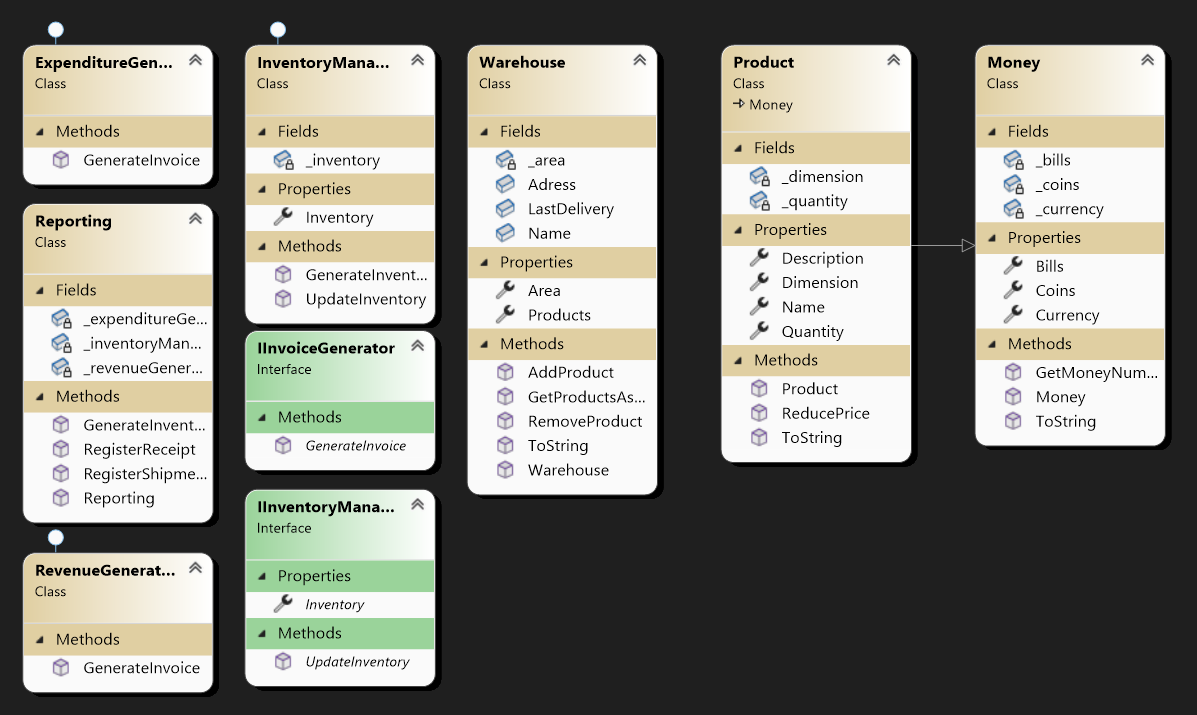 ExpenditureGen...
Class
Methods
GenerateInvoice
Reporting
Class
Fields
_expenditureGe...
_inventoryMan...
_revenueGener...
Methods
GenerateInvent...
RegisterReceipt
RegisterShipme...
Reporting
RevenueGenerat...
Class
Methods
GenerateInvoice
InventoryMana...
Class
Fields
_inventory
Properties
Inventory
Methods
GenerateInvent...
UpdateInventory
IInvoiceGenerator
Interface
Methods
GenerateInvoice
IInventoryMana...
Interface
Properties
Inventory
Methods
UpdateInventory
Warehouse
Class
Fields
_area
Adress
LastDelivery
Name
Properties
Area
Products
Methods
AddProduct
GetProductsAs...
RemoveProduct
ToString
Warehouse
Product
Class
Money
Fields
_dimension
_quantity
Properties
Description
Dimension
Name
Quantity
Methods
Product
ReducePrice
ToString
Money
Class
Fields
_bills
_coins
_currency
Properties
Bills
Coins
Currency
Methods
GetMoneyNum...
Money
ToString